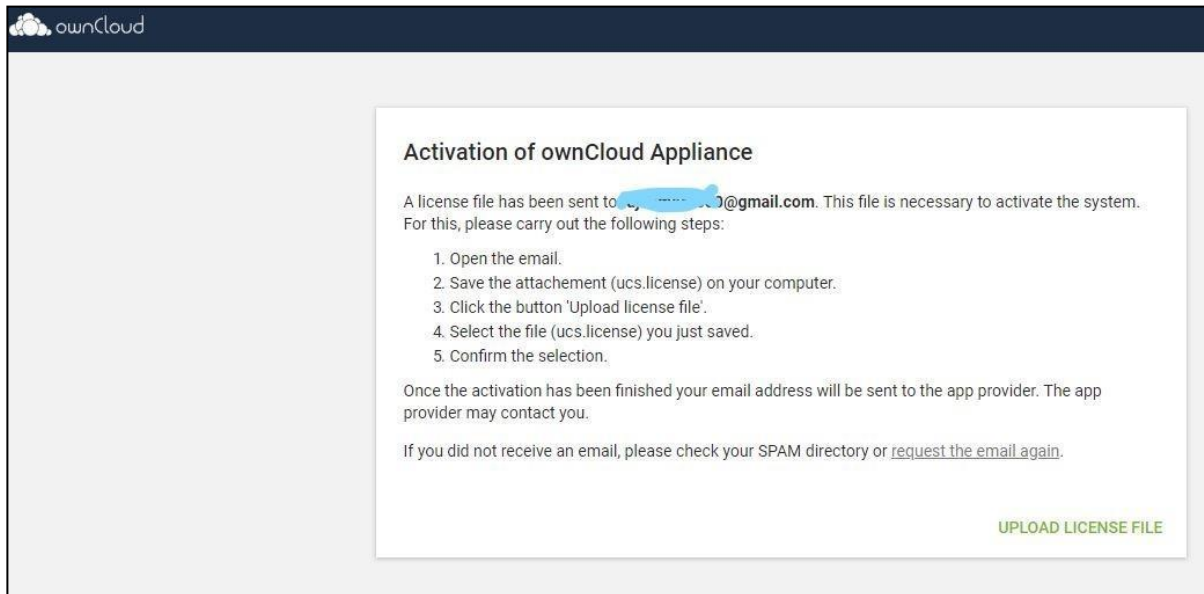 ownCloud
Activation of ownCloud Appliance
A license file has been sent to @gmail.com. This file is necessary to activate the system.
For this, please carry out the following steps:
1. Open the email.
2. Save the attachement (ucs.license) on your computer.
3. Click the button 'Upload license file'.
4. Select the file (ucs.license) you just saved.
5. Confirm the selection.
Once the activation has been finished your email address will be sent to the app provider. The app
provider may contact you.
If you did not receive an email, please check your SPAM directory or request the email again.
UPLOAD LICENSE FILE